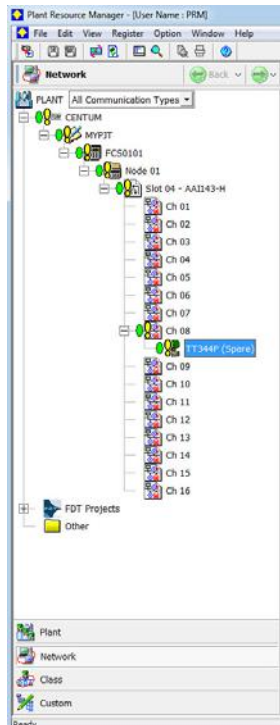 Plant Resource Manager - [User Name : PRM]
File Edit View Register Option Window Help
Network Back
PLANT All Communication Types
CENTUM
MYPJT
FCS0101
Node 01
Slot 04 - AAI143-H
Ch 01
Ch 02
Ch 03
Ch 04
Ch 05
Ch 06
Ch 07
Ch 08
TT344P (Spere)
Ch 09
Ch 10
Ch 11
Ch 12
Ch 13
Ch 14
Ch 15
Ch 16
FDT Projects
Other
Plant
Network
Class
Custom
Ready